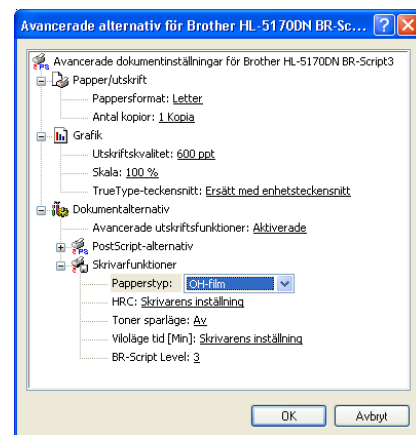 Avancerade alternativ för Brother HL-5170DN BR-Sc...
Avancerade dokumentinställningar för Brother HL-5170DN BR-Script3
Papper/utskrift
Pappersformat: Letter
Antal kopior: 1 Kopia
Grafik
Utskriftskvalitet: 600 ppt
Skala: 100 %
TrueType-teckensnitt: Ersätt med enhetsteckensnitt
Dokumentalternativ
Avancerade utskriftsfunktioner: Aktiverade
PostScript-alternativ
Skrivarfunktioner
Papperstyp: OH-film
HRC: Skrivarens inställning
Toner sparläge: Av
Viloläge tid [Min]: Skrivarens inställning
BR-Script Level: 3
OK Avbryt